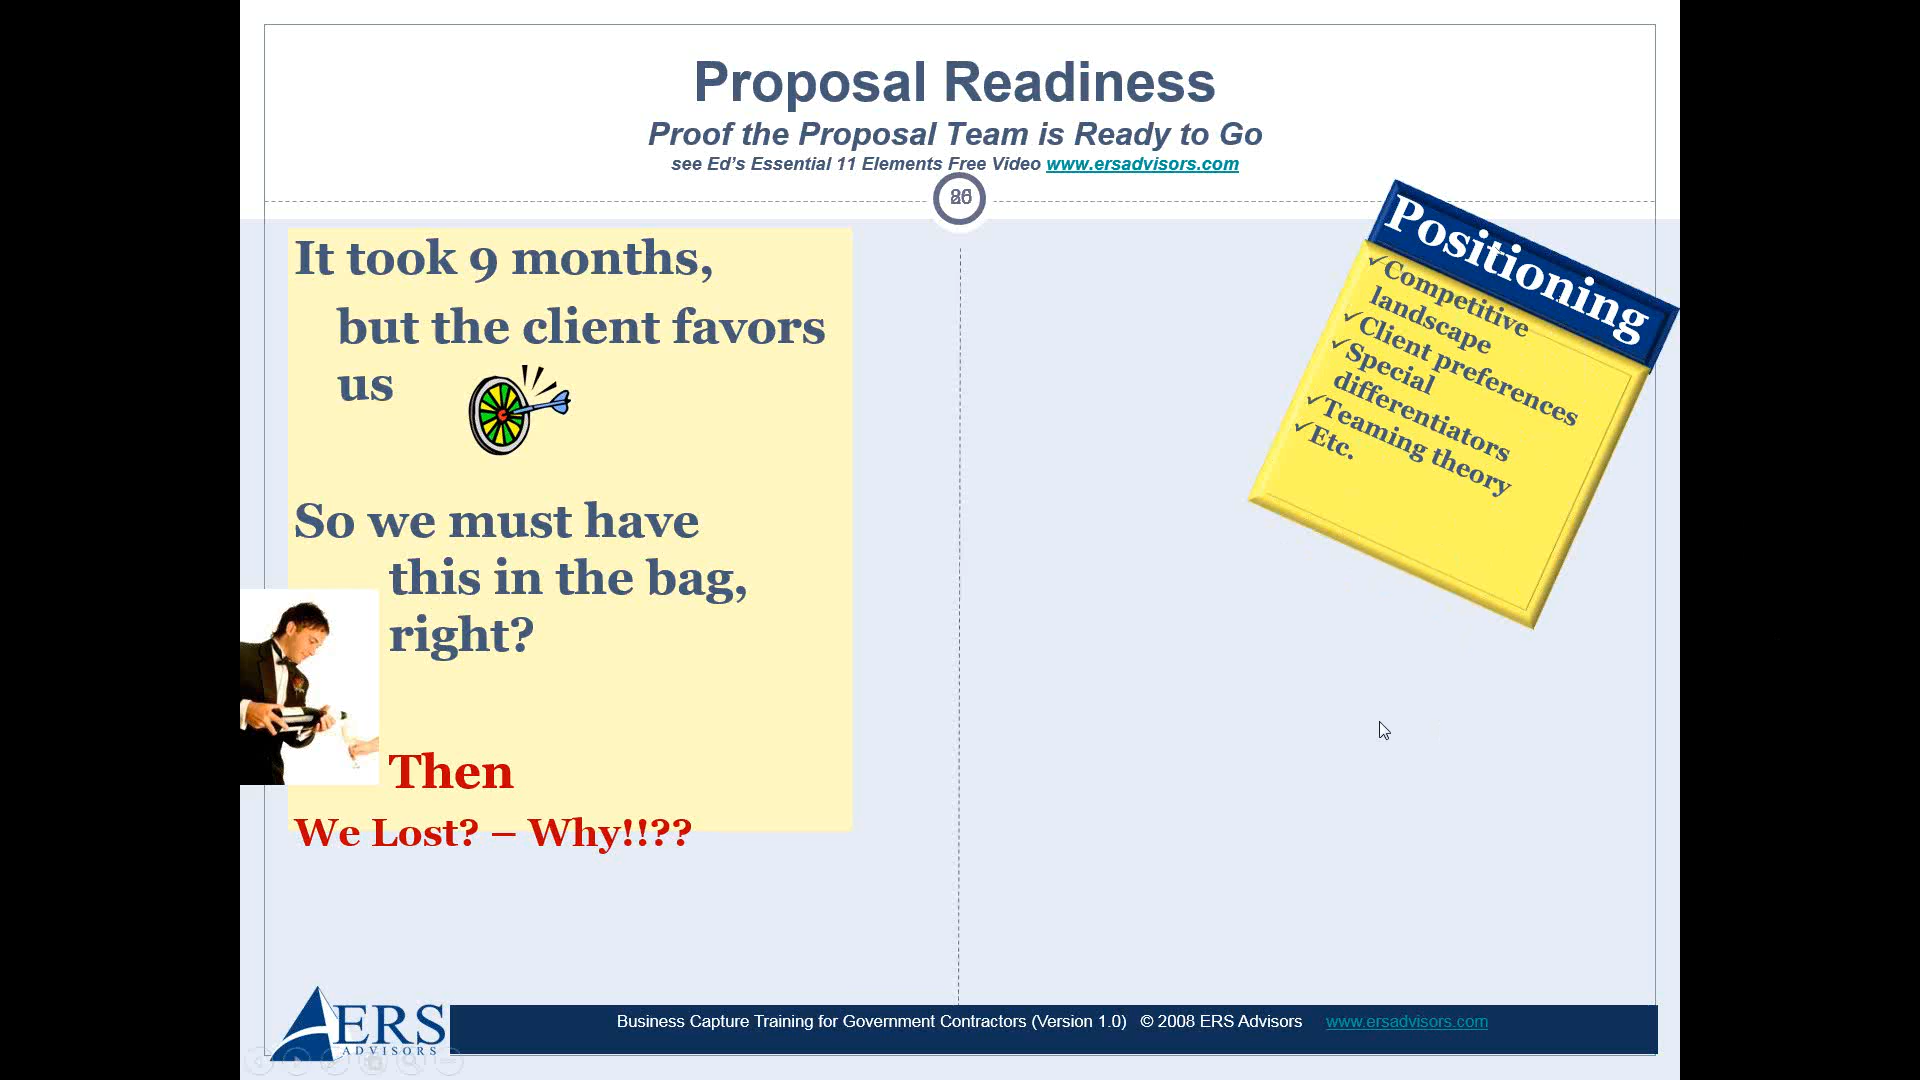 Proposal Readiness
Proof the Proposal Team is Ready to Go
see Ed's Essential 11 Elements Free Video www.ersadvisors.com
It took 9 months,
but the client favors
us
So we must have
this in the bag,
right?
Then
We Lost? – Why!!??
Positioning
✓Competitive
landscape
✓Client preferences
✓Special
differentiators
✓Teaming theory
✓Etc.
ERS
ADVISORS
Business Capture Training for Government Contractors (Version 1.0) © 2008 ERS Advisors www.ersadvisors.com